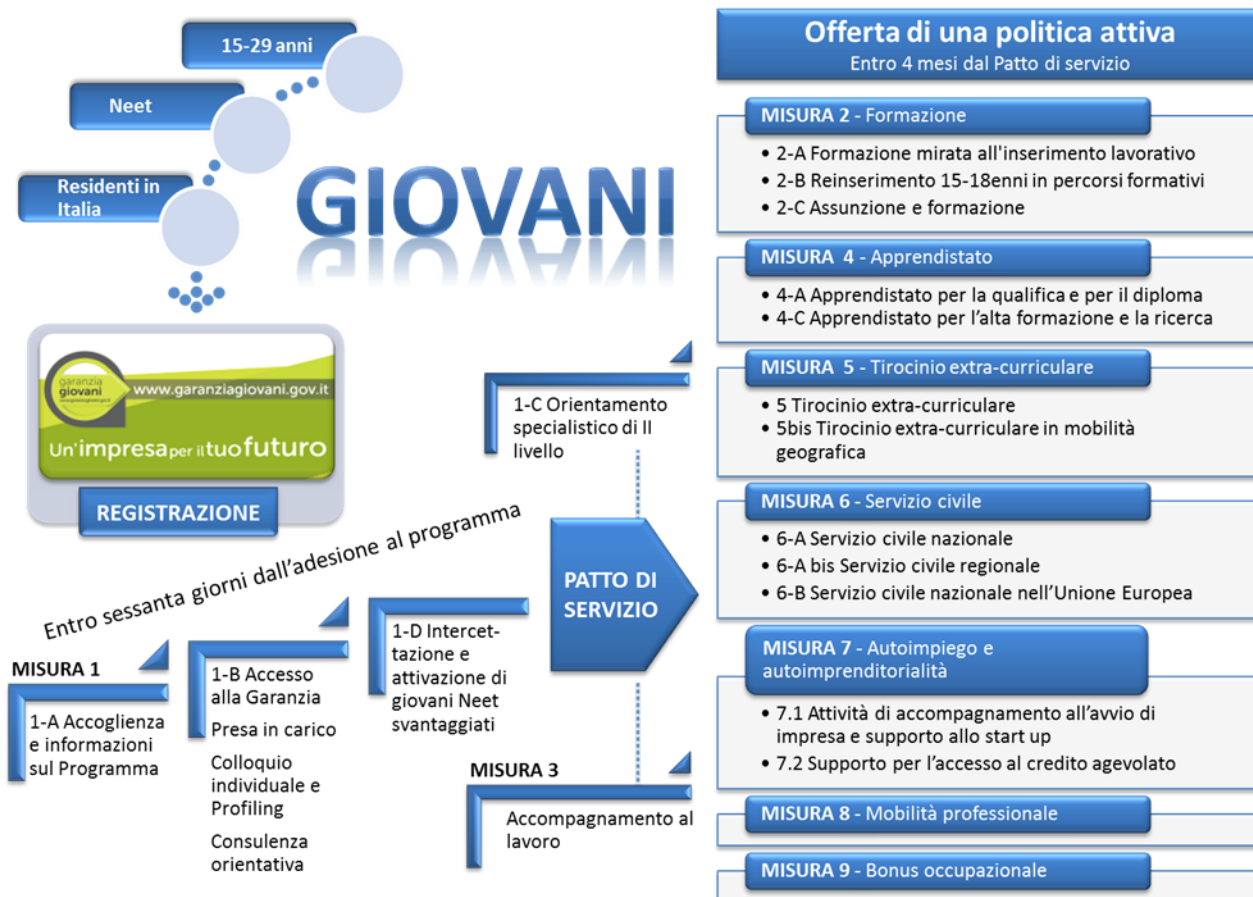 15-29 anni
Neet
Residenti in
Italia
GIOVANI
garanzia
giovani
www.garanziagiovani.gov.it
Un'impresa per il tuo futuro
REGISTRAZIONE
Entro sessanta giorni dall'adesione al programma
MISURA 1
1-A Accoglienza
e informazioni
sul Programma
1-B Accesso
alla Garanzia
Presa in carico
Colloquio
individuale e
Profiling
Consulenza
orientativa
1-D Intercet-
tazione e
attivazione di
giovani Neet
svantaggiati
1-C Orientamento
specialistico di II
livello
PATTO DI
SERVIZIO
MISURA 3
Accompagnamento al
lavoro
Offerta di una politica attiva
Entro 4 mesi dal Patto di servizio
MISURA 2 - Formazione
• 2-A Formazione mirata all'inserimento lavorativo
• 2-B Reinserimento 15-18enni in percorsi formativi
• 2-C Assunzione e formazione
MISURA 4 - Apprendistato
• 4-A Apprendistato per la qualifica e per il diploma
• 4-C Apprendistato per l'alta formazione e la ricerca
MISURA 5 - Tirocinio extra-curriculare
• 5 Tirocinio extra-curriculare
• 5bis Tirocinio extra-curriculare in mobilità
geografica
MISURA 6 - Servizio civile
• 6-A Servizio civile nazionale
• 6-A bis Servizio civile regionale
• 6-B Servizio civile nazionale nell'Unione Europea
MISURA 7 - Autoimpiego e
autoimprenditorialità
• 7.1 Attività di accompagnamento all'avvio di
impresa e supporto allo start up
• 7.2 Supporto per l'accesso al credito agevolato
MISURA 8 - Mobilità professionale
MISURA 9 - Bonus occupazionale